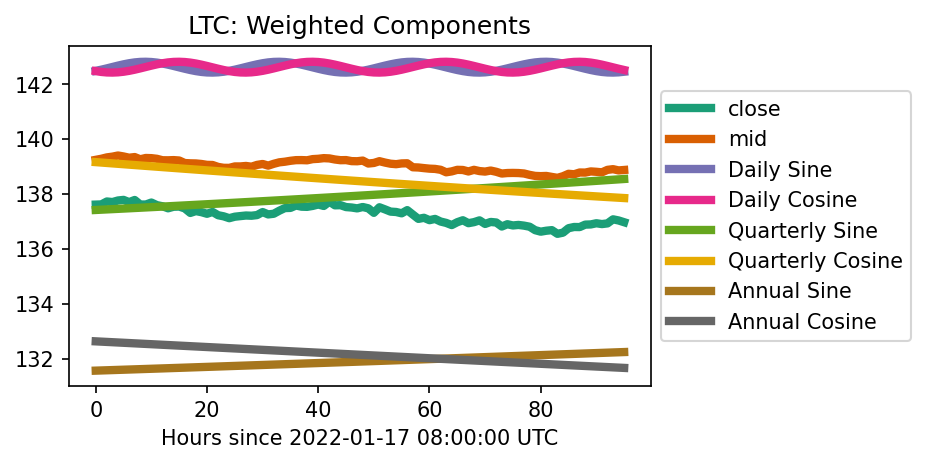 LTC: Weighted Components
142
140
138
136
134
132
0 20 40 60 80
Hours since 2022-01-17 08:00:00 UTC
close
mid
Daily Sine
Daily Cosine
Quarterly Sine
Quarterly Cosine
Annual Sine
Annual Cosine